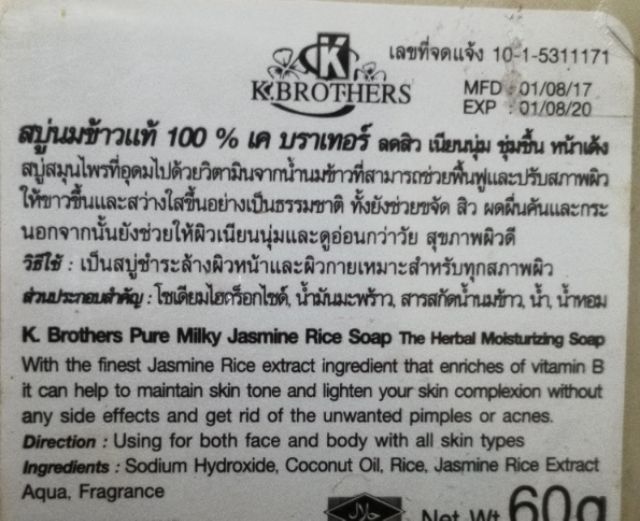 K
K.BROTHERS
เลขที่จดแจ้ง 10-1-5311171
MFD : 01/08/17
EXP : 01/08/20
สบู่นมข้าวแท้ 100 % เค บราเทอร์ ลดสิว เนียนนุ่ม ชุ่มชื้น หน้าเด้ง
สบู่สมุนไพรที่อุดมไปด้วยวิตามินจากน้ำนมข้าวที่สามารถช่วยฟื้นฟูและปรับสภาพผิว
ให้ขาวขึ้นและสว่างใสขึ้นอย่างเป็นธรรมชาติ ทั้งยังช่วยขจัด สิว ผดผื่นคันและกระ
นอกจากนั้นยังช่วยให้ผิวเนียนนุ่มและดูอ่อนกว่าวัย สุขภาพผิวดี
วิธีใช้ : เป็นสบู่ชำระล้างผิวหน้าและผิวกายเหมาะสำหรับทุกสภาพผิว
ส่วนประกอบสำคัญ : โซเดียมไฮดร็อกไซด์, น้ำมันมะพร้าว, สารสกัดน้ำนมข้าว, น้ำ, น้ำหอม
K. Brothers Pure Milky Jasmine Rice Soap The Herbal Moisturizing Soap
With the finest Jasmine Rice extract ingredient that enriches of vitamin B
it can help to maintain skin tone and lighten your skin complexion without
any side effects and get rid of the unwanted pimples or acnes.
Direction : Using for both face and body with all skin types
Ingredients : Sodium Hydroxide, Coconut Oil, Rice, Jasmine Rice Extract
Aqua, Fragrance
حلال
Net Wt 60g